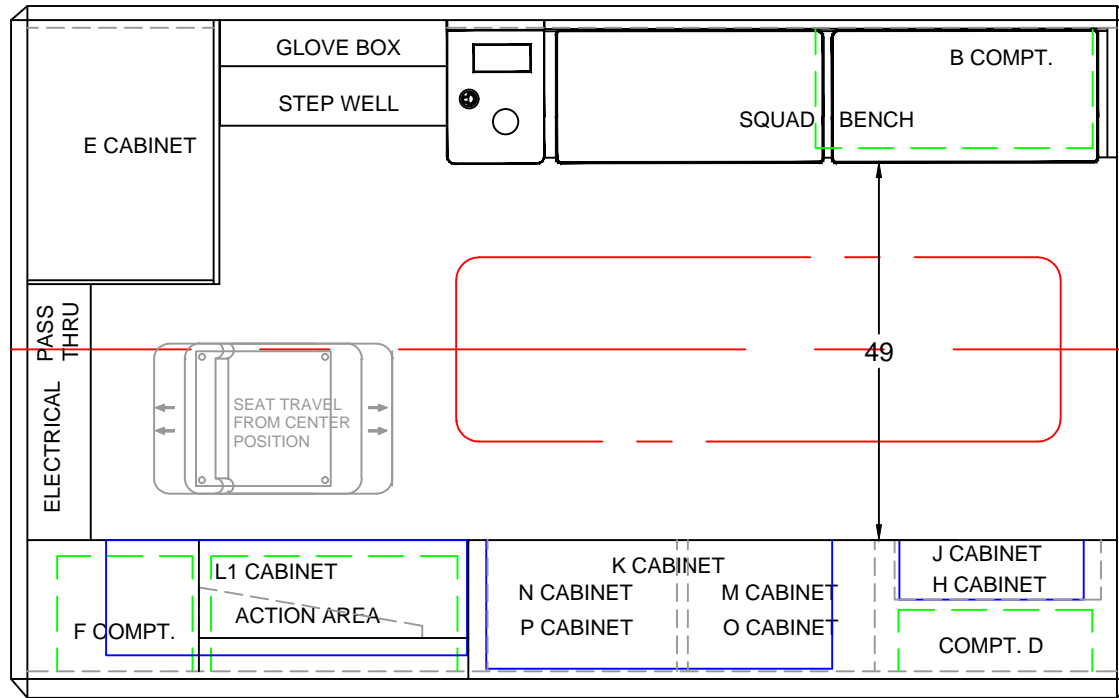 GLOVE BOX
B COMPT.
STEP WELL
SQUAD BENCH
E CABINET
PASS
THRU
49
ELECTRICAL
SEAT TRAVEL
FROM CENTER
POSITION
L1 CABINET
ACTION AREA
F COMPT.
K CABINET
N CABINET
M CABINET
P CABINET
O CABINET
J CABINET
H CABINET
COMPT. D